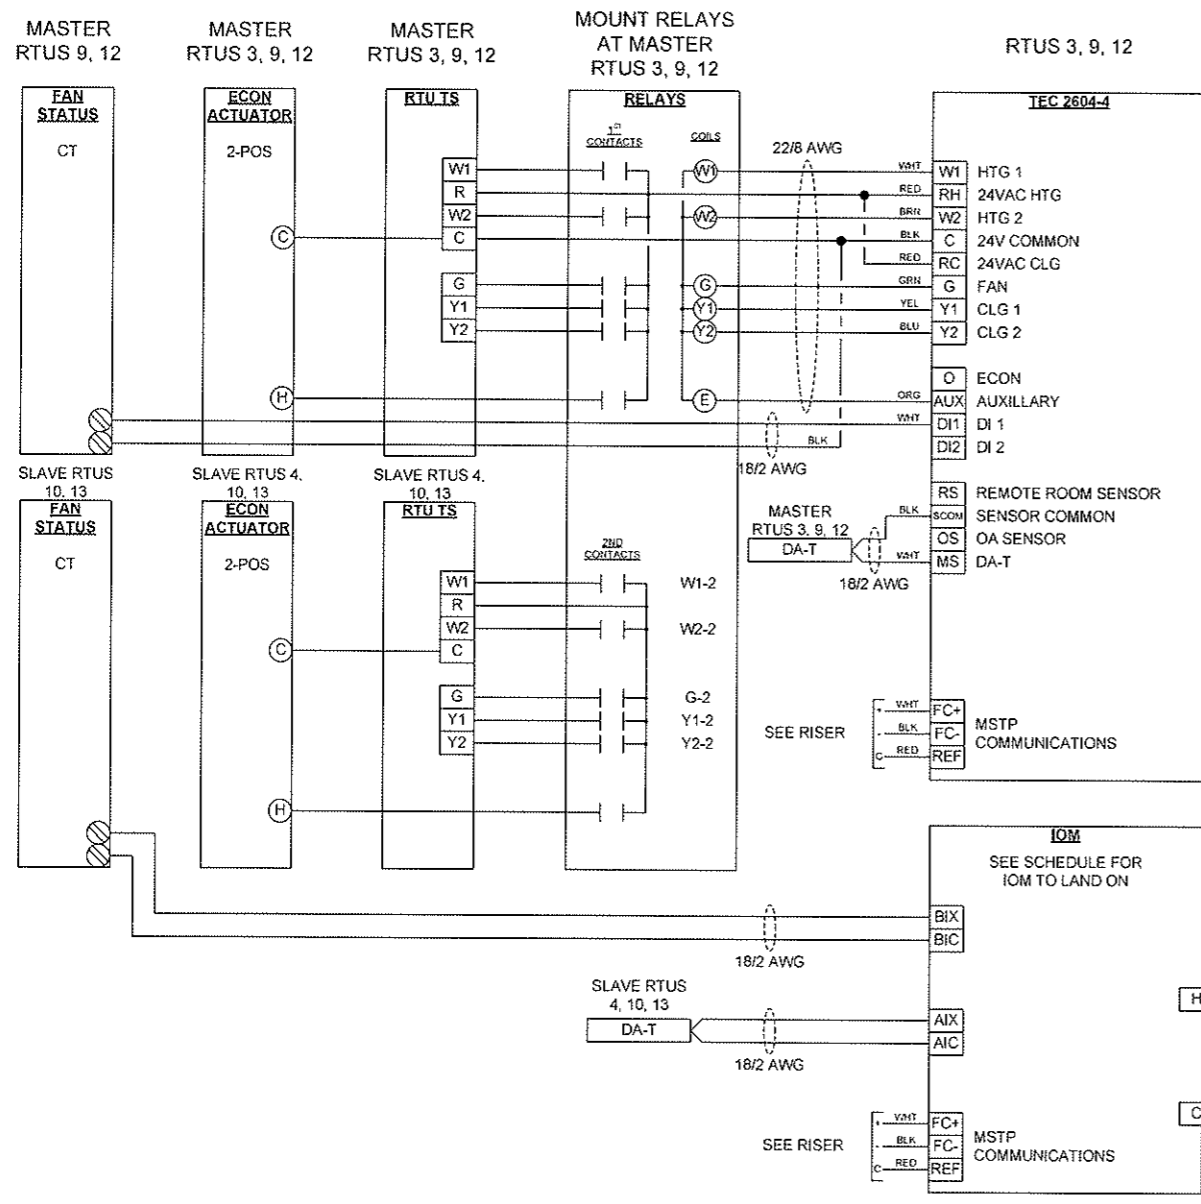 MASTER
RTUS 9, 12
MASTER
RTUS 3, 9, 12
MASTER
RTUS 3, 9, 12
MOUNT RELAYS
AT MASTER
RTUS 3, 9, 12
RTUS 3, 9, 12
FAN
STATUS
CT
ECON
ACTUATOR
2-POS
C
H
RTU TS
W1
R
W2
C
G
Y1
Y2
RELAYS
1ST
CONTACTS
COILS
W1
W2
G
Y1
Y2
E
22/8 AWG
WHT
RED
BRN
BLK
RED
GRN
YEL
BLU
ORG
WHT
BLK
18/2 AWG
TEC 2604-4
W1 HTG 1
RH 24VAC HTG
W2 HTG 2
C 24V COMMON
RC 24VAC CLG
G FAN
Y1 CLG 1
Y2 CLG 2
O ECON
AUX AUXILLARY
DI1 DI 1
DI2 DI 2
RS REMOTE ROOM SENSOR
SCOM SENSOR COMMON
OS OA SENSOR
MS DA-T
MASTER
RTUS 3, 9, 12
DA-T
BLK
WHT
18/2 AWG
SLAVE RTUS
10, 13
FAN
STATUS
CT
SLAVE RTUS 4,
10, 13
ECON
ACTUATOR
2-POS
C
H
SLAVE RTUS 4,
10, 13
RTU TS
W1
R
W2
C
G
Y1
Y2
2ND
CONTACTS
W1-2
W2-2
G-2
Y1-2
Y2-2
SEE RISER
+ WHT FC+
- BLK FC-
C RED REF
MSTP
COMMUNICATIONS
IOM
SEE SCHEDULE FOR
IOM TO LAND ON
BIX
BIC
18/2 AWG
SLAVE RTUS
4, 10, 13
DA-T
AIX
AIC
18/2 AWG
H
C
SEE RISER
+ WHT FC+
- BLK FC-
C RED REF
MSTP
COMMUNICATIONS